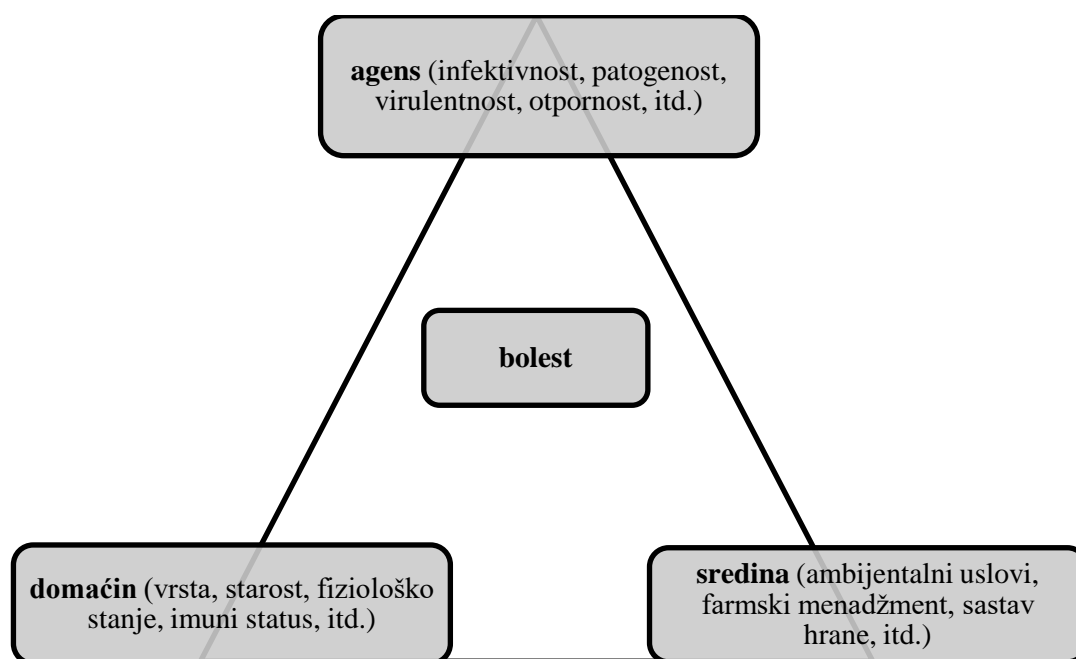 agens (infektivnost, patogenost,
virulentnost, otpornost, itd.)
bolest
domaćin (vrsta, starost, fiziološko
stanje, imuni status, itd.)
sredina (ambijentalni uslovi,
farmski menadžment, sastav
hrane, itd.)